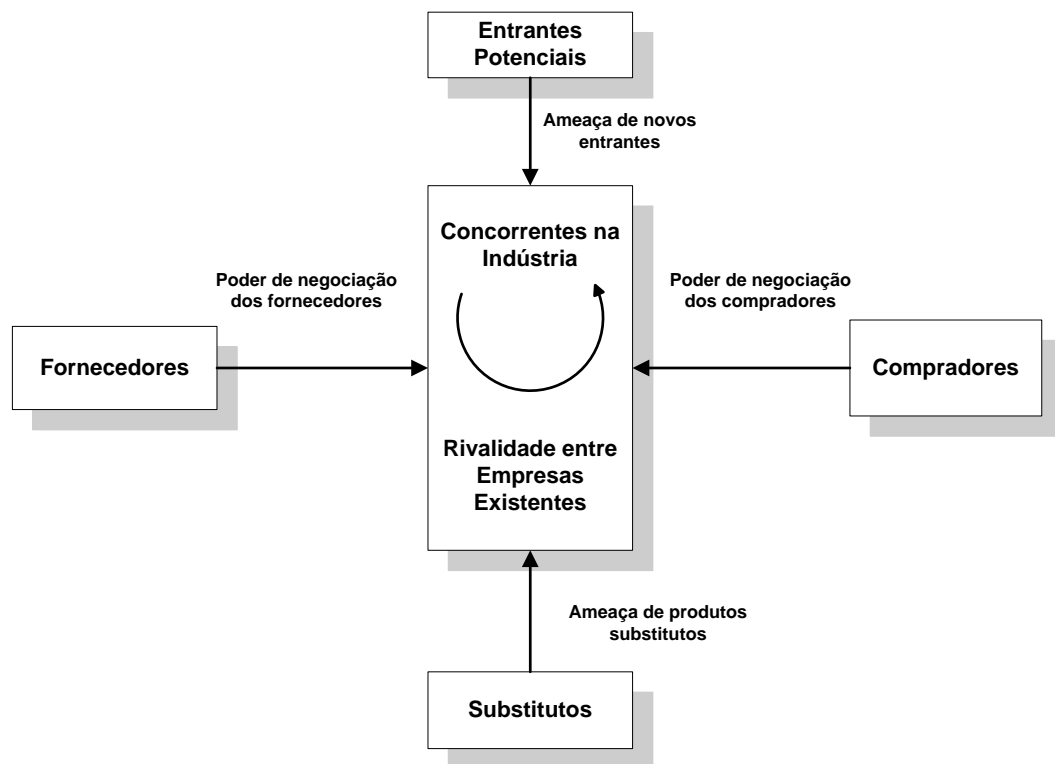 Entrantes
Potenciais
Ameaça de novos
entrantes
Concorrentes na
Indústria
Poder de negociação
dos fornecedores
Poder de negociação
dos compradores
Fornecedores
Compradores
Rivalidade entre
Empresas
Existentes
Ameaça de produtos
substitutos
Substitutos